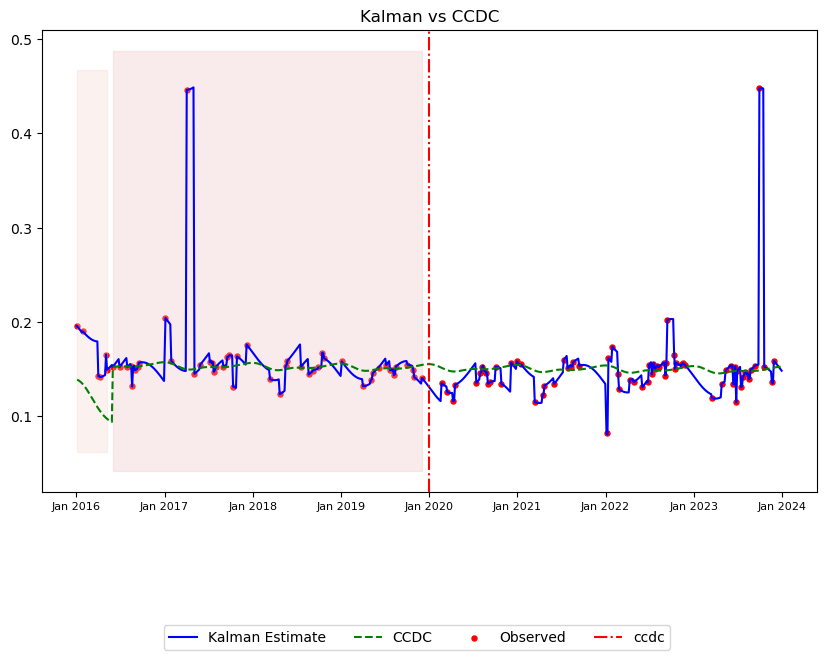 Kalman vs CCDC
0.5
0.4
0.3
0.2
0.1
Jan 2016 Jan 2017 Jan 2018 Jan 2019 Jan 2020 Jan 2021 Jan 2022 Jan 2023 Jan 2024
Kalman Estimate CCDC Observed ccdc